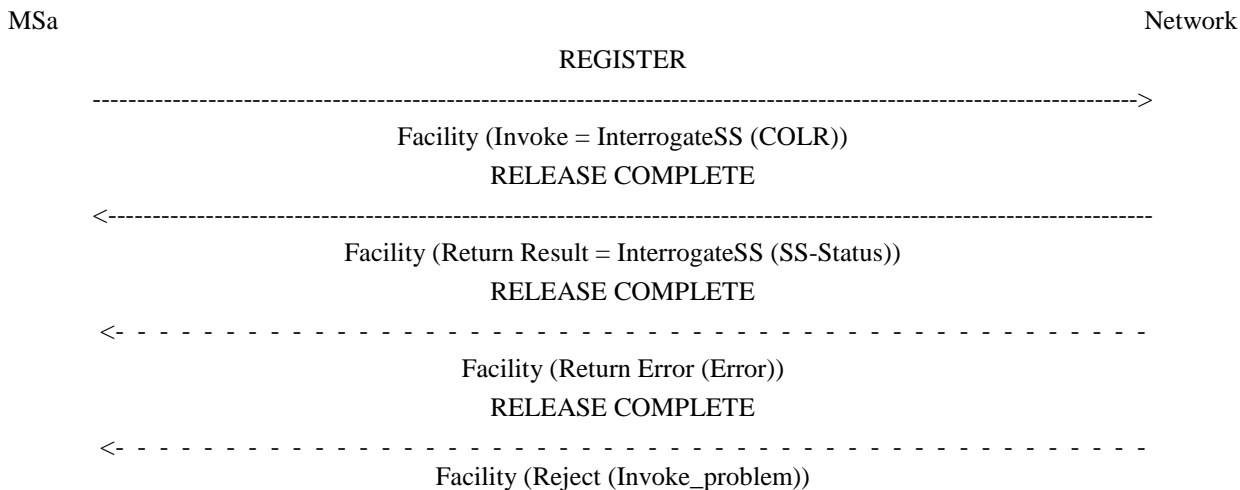 MSa Network
REGISTER
Facility (Invoke = InterrogateSS (COLR))
RELEASE COMPLETE
Facility (Return Result = InterrogateSS (SS-Status))
RELEASE COMPLETE
Facility (Return Error (Error))
RELEASE COMPLETE
Facility (Reject (Invoke_problem))